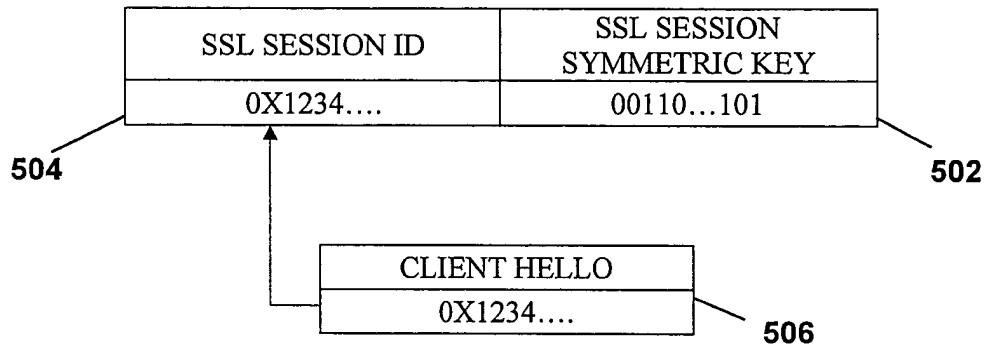 SSL SESSION ID
SSL SESSION
SYMMETRIC KEY
0X1234....
00110...101
504
502
CLIENT HELLO
0X1234....
506